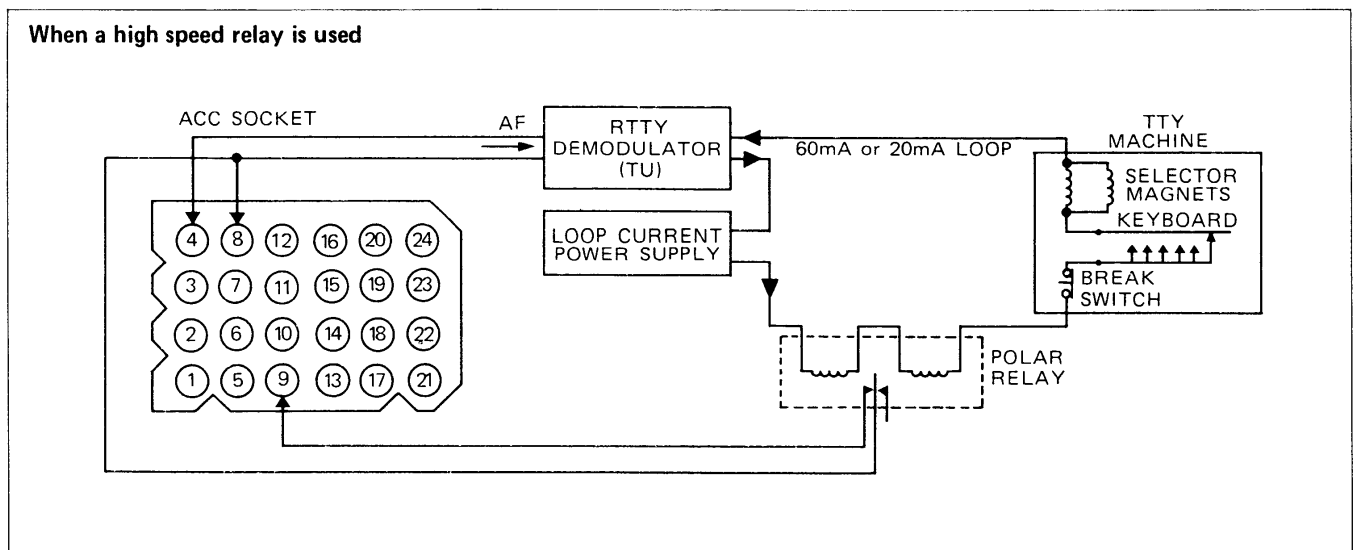 When a high speed relay is used
ACC SOCKET
AF
RTTY
DEMODULATOR
(TU)
60mA or 20mA LOOP
TTY
MACHINE
SELECTOR
MAGNETS
KEYBOARD
BREAK
SWITCH
LOOP CURRENT
POWER SUPPLY
POLAR
RELAY
4 8 12 16 20 24
3 7 11 15 19 23
2 6 10 14 18 22
1 5 9 13 17 21